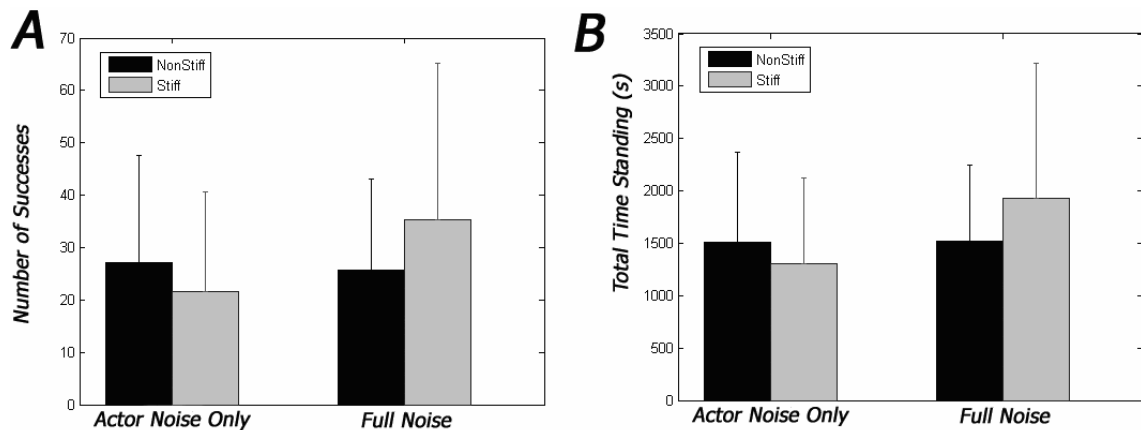 A
70
60
50
40
30
20
10
0
NonStiff
Stiff
Number of Successes
Actor Noise Only
Full Noise
B
3500
3000
2500
2000
1500
1000
500
0
NonStiff
Stiff
Total Time Standing (s)
Actor Noise Only
Full Noise